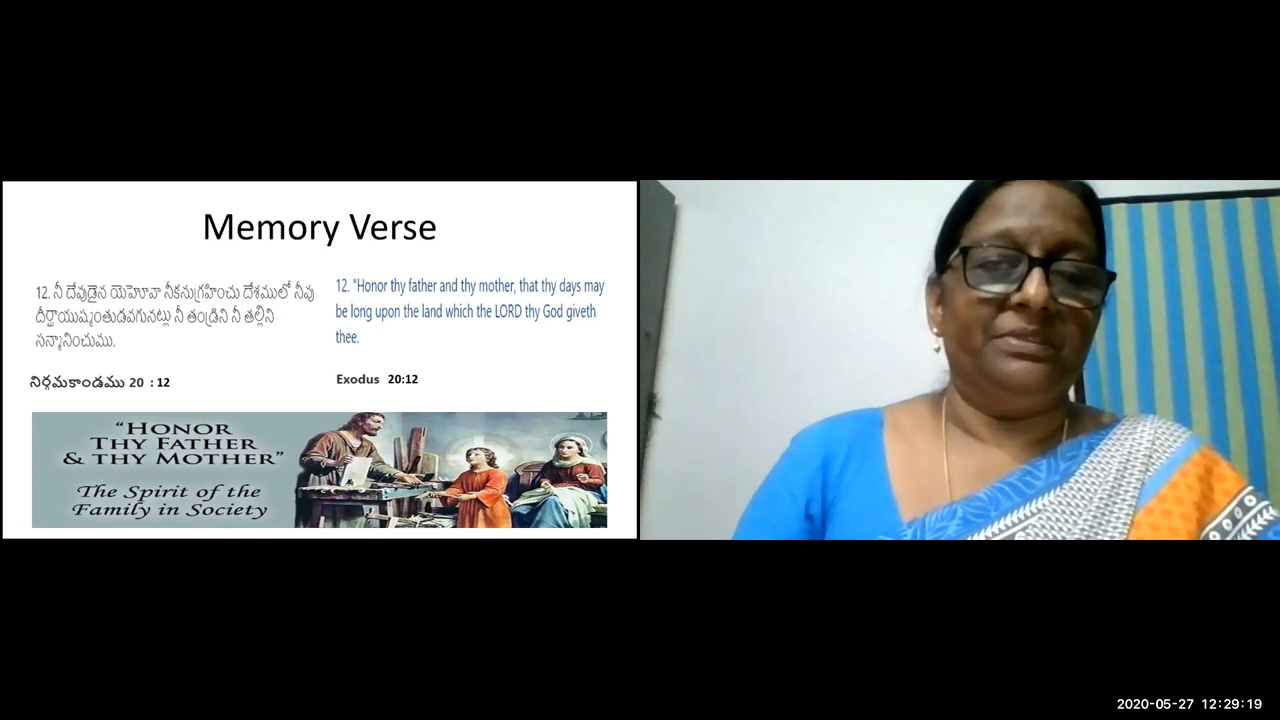 Memory Verse
12. నీ దేవుడైన యెహోవా నీకనుగ్రహించు దేశములో నీవు
దీర్ఘాయుష్మంతుడవగునట్లు నీ తండ్రిని నీ తల్లిని
సన్మానించుము.
నిర్గమకాండము 20 : 12
12. "Honor thy father and thy mother, that thy days may
be long upon the land which the LORD thy God giveth
thee.
Exodus 20:12
“HONOR
THY FATHER
& THY MOTHER”
The Spirit of the
Family in Society
2020-05-27 12:29:19